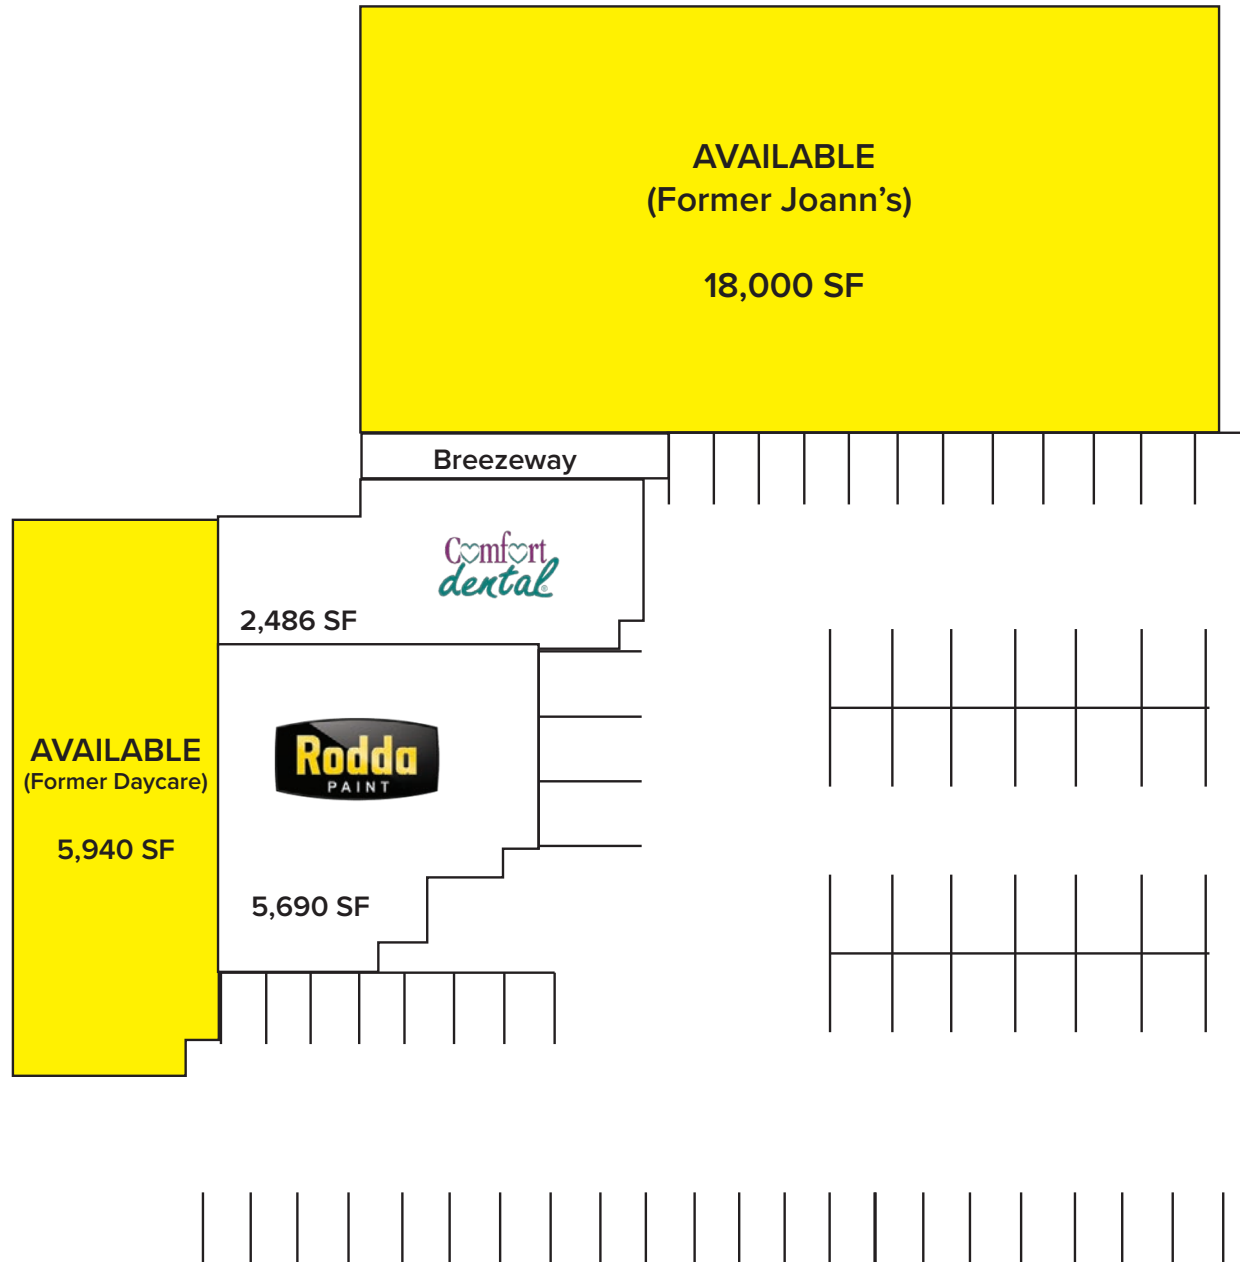 AVAILABLE
(Former Joann’s)
18,000 SF
Breezeway
Comfort
dental®
2,486 SF
Rodda
PAINT
AVAILABLE
(Former Daycare)
5,940 SF
5,690 SF